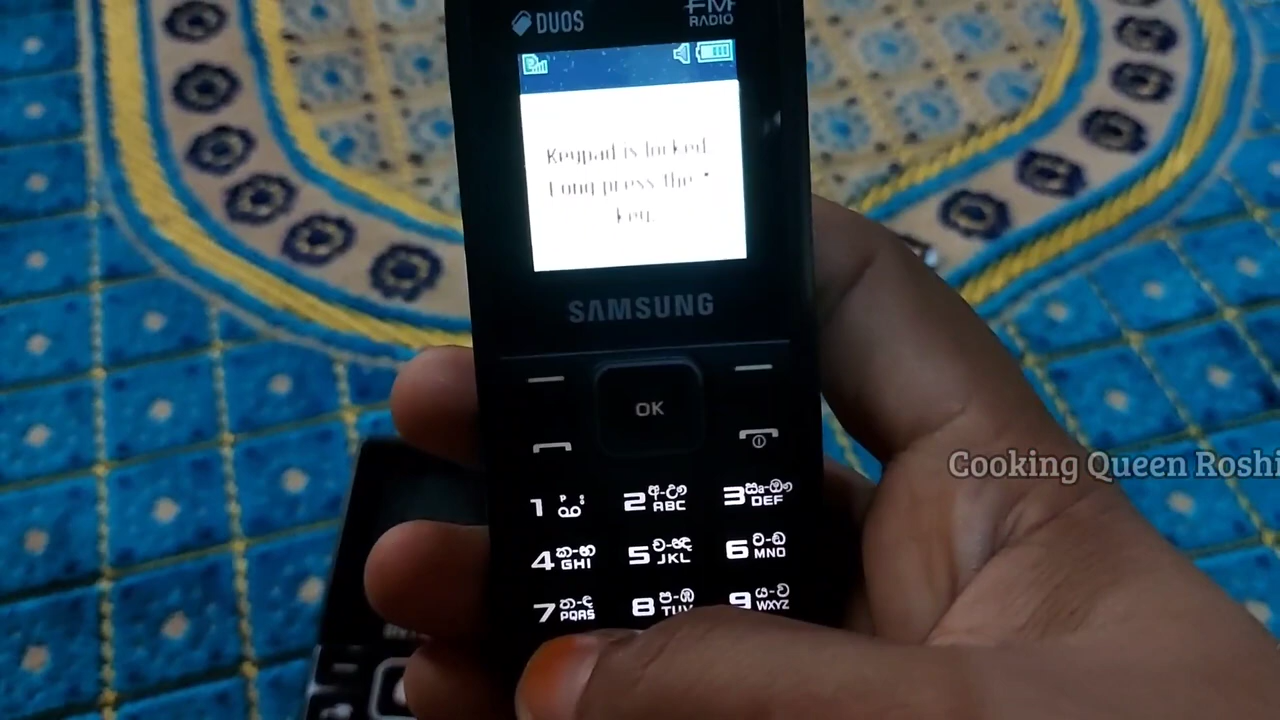 DUOS
FM
RADIO
Keypad is locked.
Long press the *
key.
SAMSUNG
OK
Cooking Queen Roshi
1 P
2 අ-ඌ ABC
3 DEF
4 ක-ඟ GHI
5 ච-ඦ JKL
6 ට-ඬ MNO
7 ත-ඳ PQRS
8 ප-ඹ TUV
9 ය-ව WXYZ